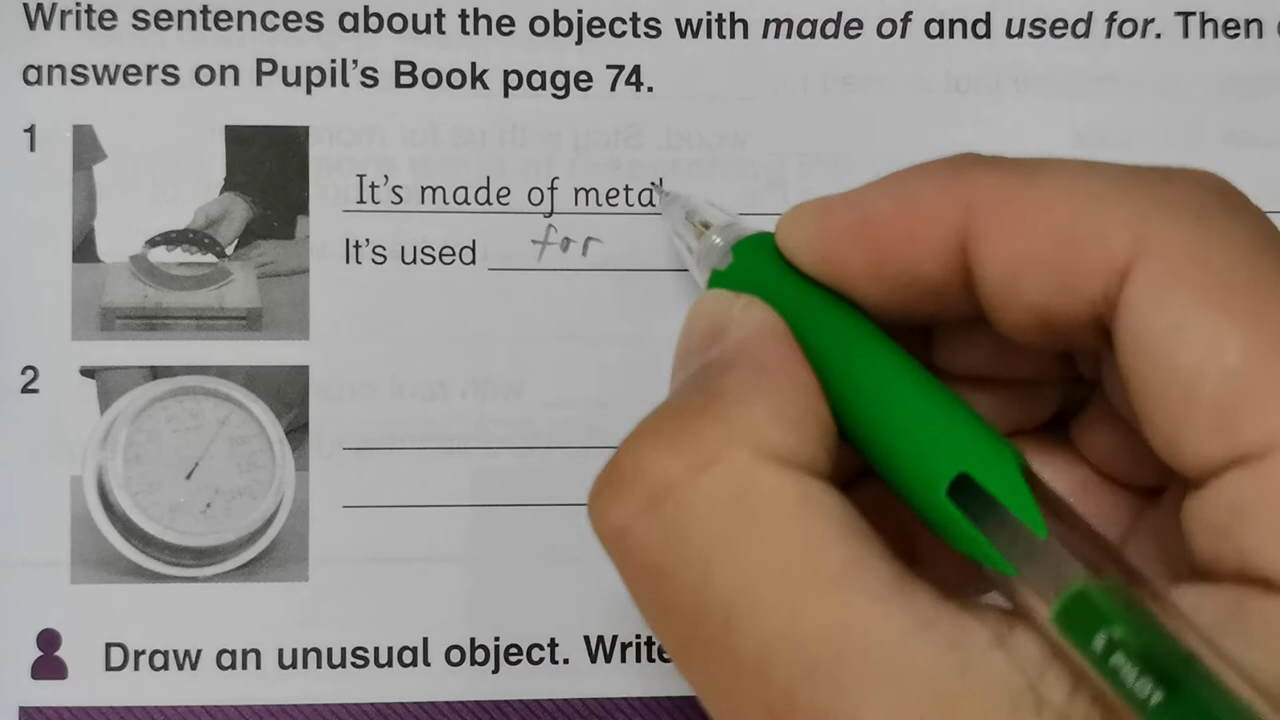 Write sentences about the objects with made of and used for. Then
answers on Pupil's Book page 74.
1
It's made of metal
It's used for
2
Draw an unusual object. Write
PILOT